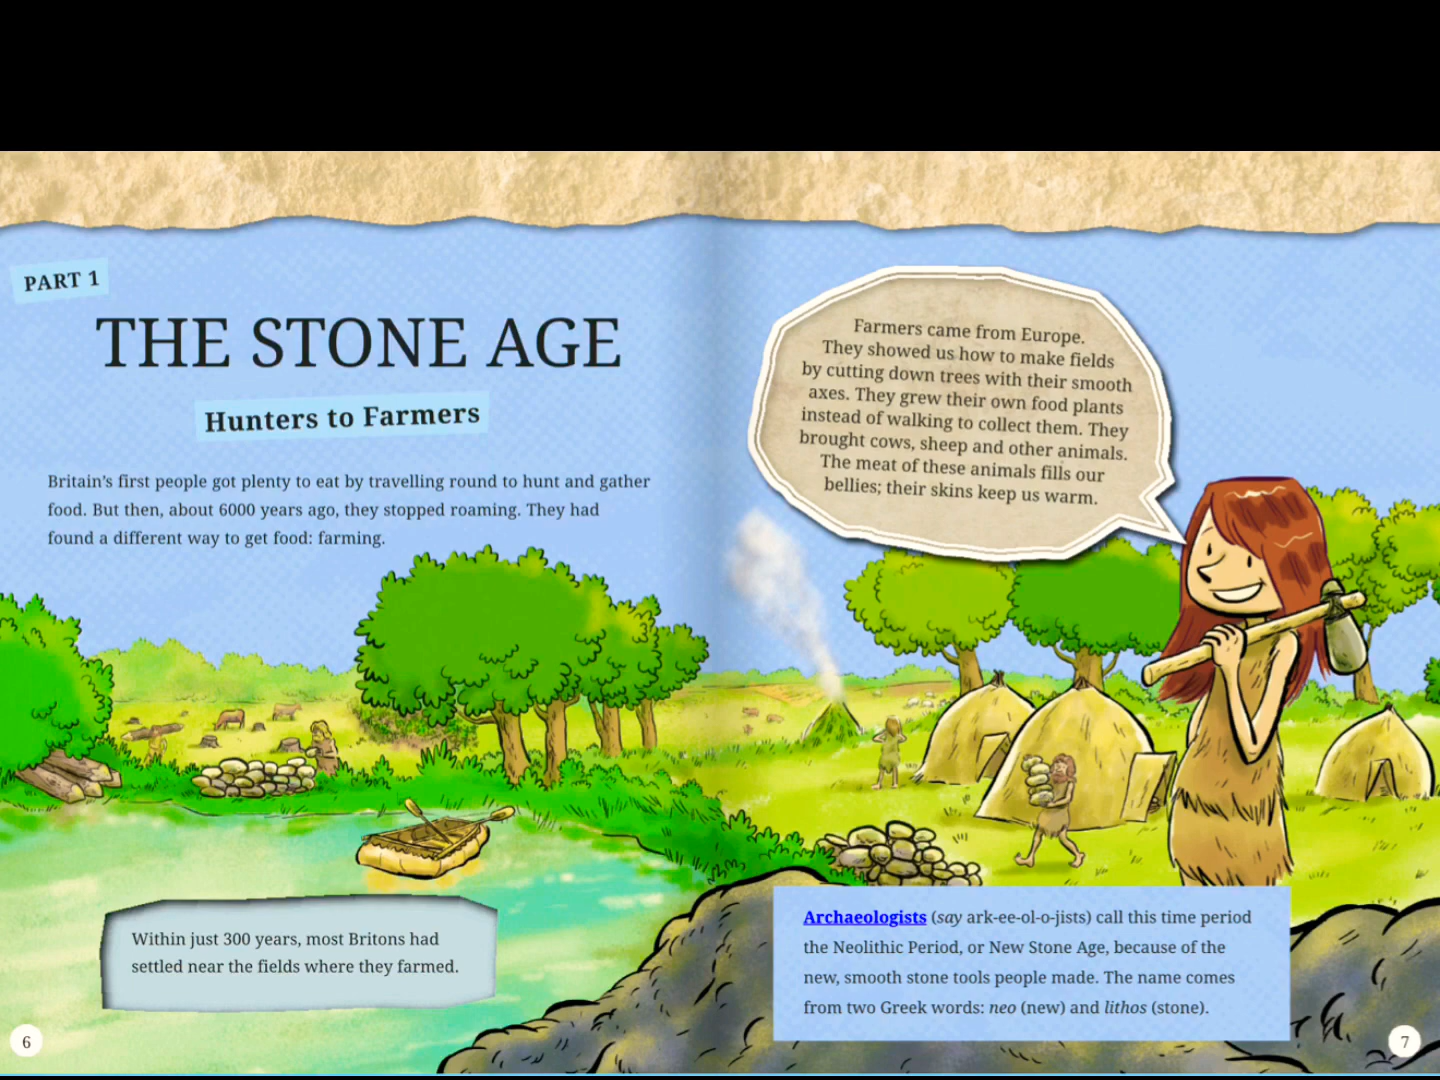 PART 1
THE STONE AGE
Hunters to Farmers
Britain’s first people got plenty to eat by travelling round to hunt and gather
food. But then, about 6000 years ago, they stopped roaming. They had
found a different way to get food: farming.
Within just 300 years, most Britons had
settled near the fields where they farmed.
6
Farmers came from Europe.
They showed us how to make fields
by cutting down trees with their smooth
axes. They grew their own food plants
instead of walking to collect them. They
brought cows, sheep and other animals.
The meat of these animals fills our
bellies; their skins keep us warm.
Archaeologists (say ark-ee-ol-o-jists) call this time period
the Neolithic Period, or New Stone Age, because of the
new, smooth stone tools people made. The name comes
from two Greek words: neo (new) and lithos (stone).
7